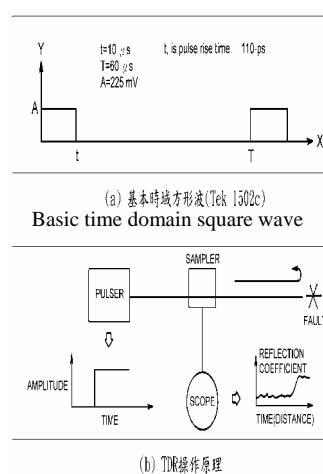 Y
t=10 μs
t, is pulse rise time. 110-ps
T=60 μs
A=225 mV
A
X
t
T
(a) 基本時域方形波(Tek 1502c)
Basic time domain square wave
SAMPLER
PULSER
FAULT
REFLECTION
COEFFICIENT
AMPLITUDE
SCOPE
TIME
TIME(DISTANCE)
(b) TDR操作原理